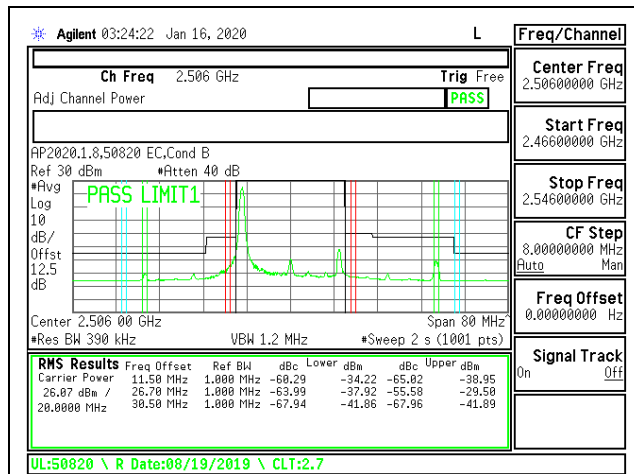 Agilent 03:24:22 Jan 16, 2020 L
Ch Freq 2.506 GHz Trig Free
Adj Channel Power PASS
AP2020.1.8,50820 EC,Cond B
Ref 30 dBm #Atten 40 dB
#Avg
Log
10
dB/
Offst
12.5
dB
PASS LIMIT1
Center 2.506 00 GHz Span 80 MHz^
#Res BW 390 kHz VBW 1.2 MHz #Sweep 2 s (1001 pts)
RMS Results Freq Offset Ref BW dBc Lower dBm dBc Upper dBm
Carrier Power 11.50 MHz 1.000 MHz -60.29 -34.22 -65.02 -38.95
26.07 dBm / 26.70 MHz 1.000 MHz -63.99 -37.92 -55.58 -29.50
20.0000 MHz 30.50 MHz 1.000 MHz -67.94 -41.86 -67.96 -41.89
UL:50820 \ R Date:08/19/2019 \ CLT:2.7
Freq/Channel
Center Freq
2.50600000 GHz
Start Freq
2.46600000 GHz
Stop Freq
2.54600000 GHz
CF Step
8.00000000 MHz
Auto Man
Freq Offset
0.00000000 Hz
Signal Track
On Off